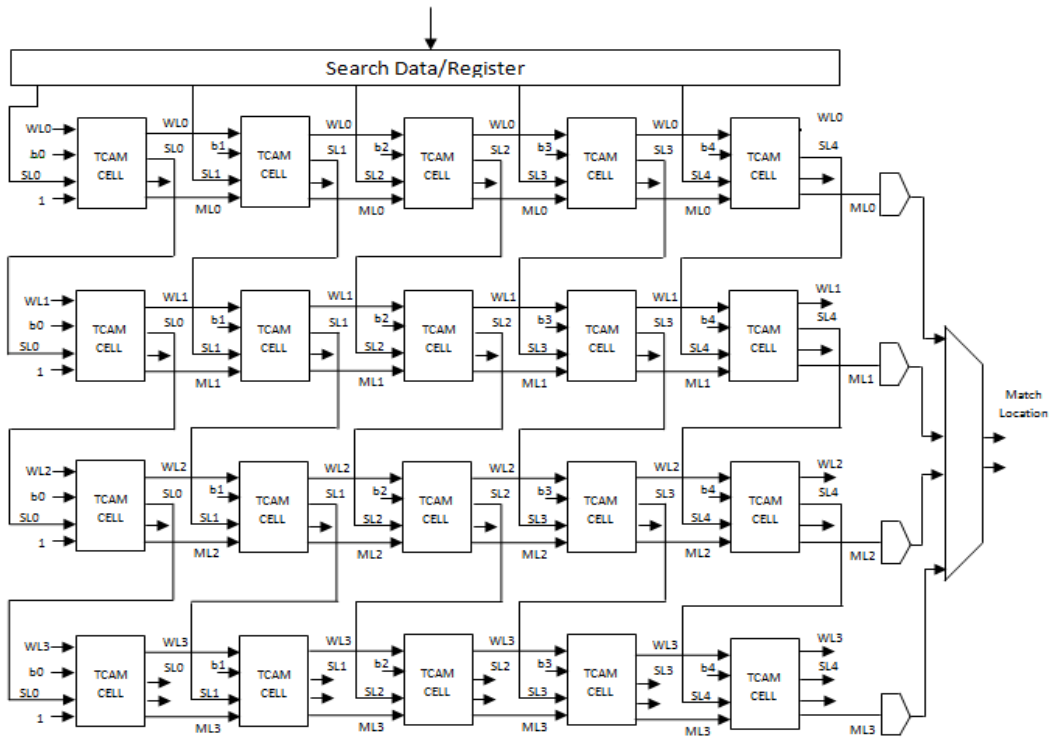 Search Data/Register
WL0 WL0 WL0 WL0 WL0 WL0
b0 TCAM SL0 b1 TCAM SL1 b2 TCAM SL2 b3 TCAM SL3 b4 TCAM SL4
SL0 CELL SL1 CELL SL2 CELL SL3 CELL SL4 CELL
1 ML0 ML0 ML0 ML0 ML0
WL1 WL1 WL1 WL1 WL1 WL1
b0 TCAM SL0 b1 TCAM SL1 b2 TCAM SL2 b3 TCAM SL3 b4 TCAM SL4
SL0 CELL SL1 CELL SL2 CELL SL3 CELL SL4 CELL
1 ML1 ML1 ML1 ML1 ML1
Match
Location
WL2 WL2 WL2 WL2 WL2 WL2
b0 TCAM SL0 b1 TCAM SL1 b2 TCAM SL2 b3 TCAM SL3 b4 TCAM SL4
SL0 CELL SL1 CELL SL2 CELL SL3 CELL SL4 CELL
1 ML2 ML2 ML2 ML2 ML2
WL3 WL3 WL3 WL3 WL3 WL3
b0 TCAM SL0 b1 TCAM SL1 b2 TCAM SL2 b3 TCAM SL3 b4 TCAM SL4
SL0 CELL SL1 CELL SL2 CELL SL3 CELL SL4 CELL
1 ML3 ML3 ML3 ML3 ML3